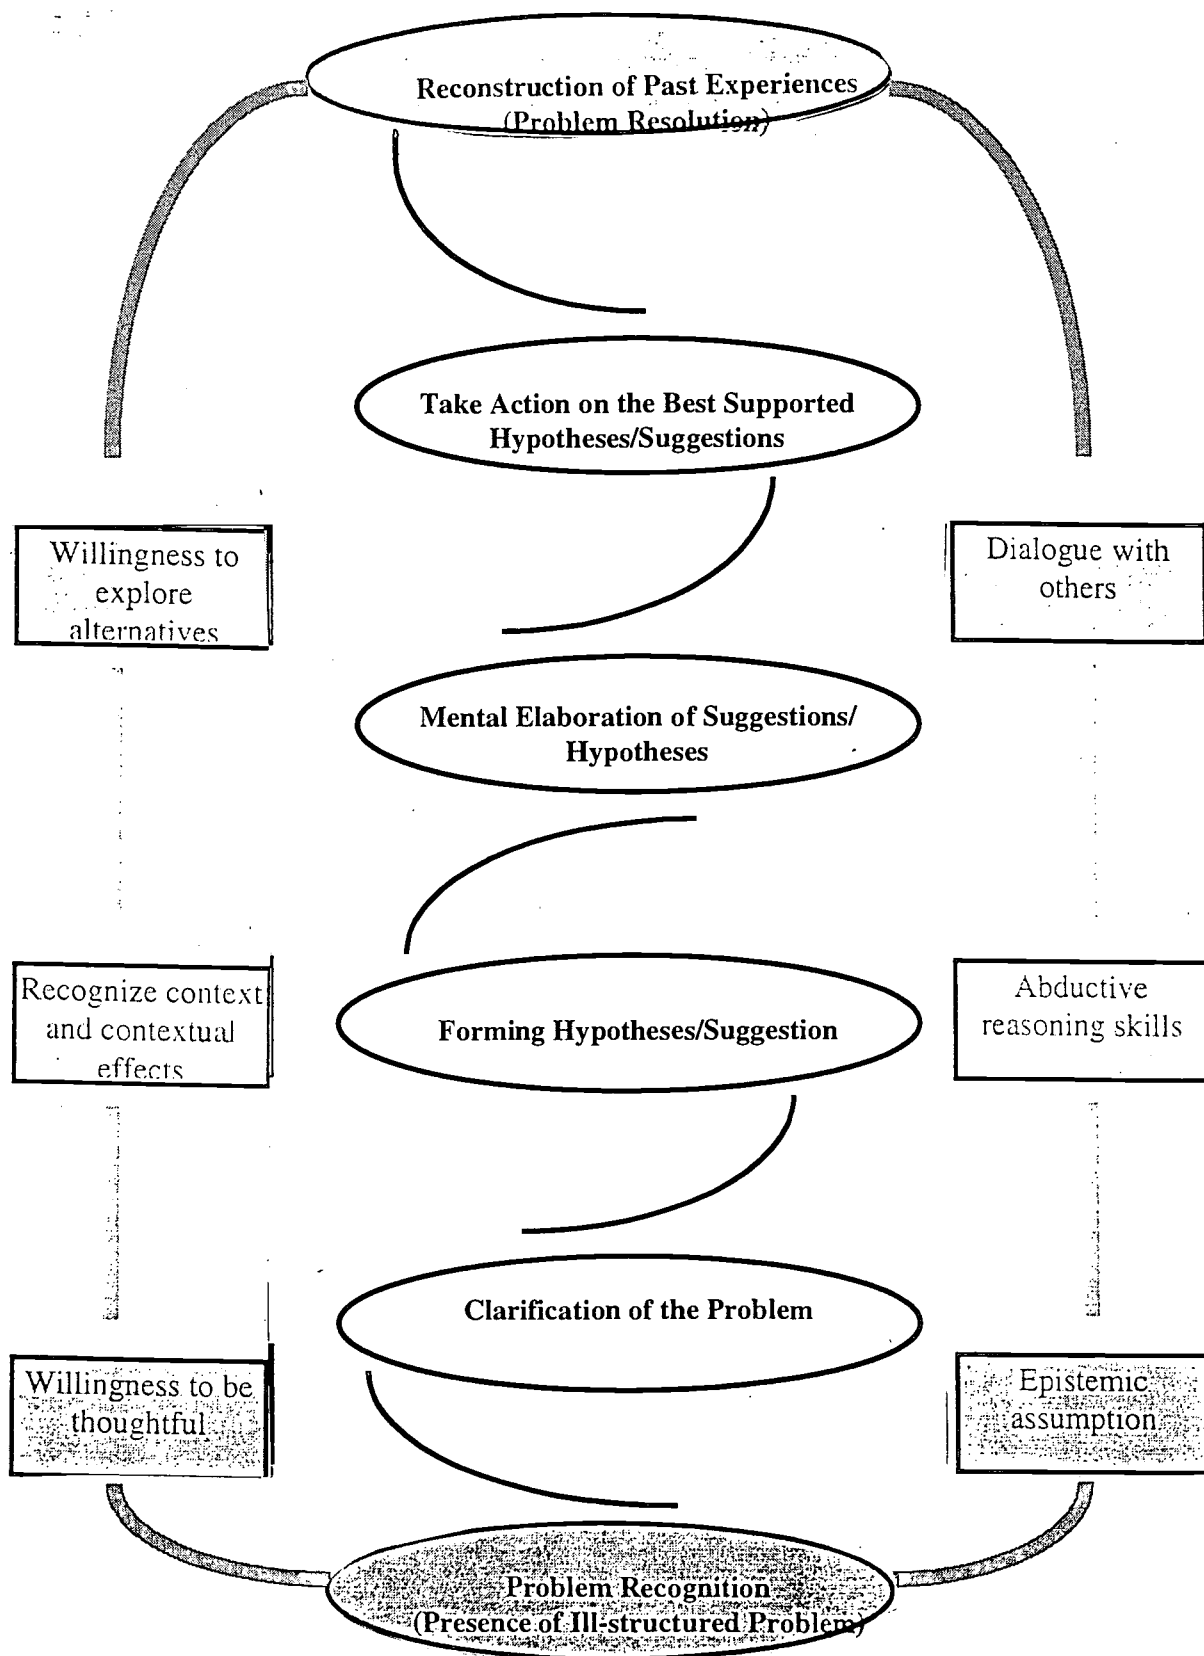 Reconstruction of Past Experiences
(Problem Resolution)
Take Action on the Best Supported
Hypotheses/Suggestions
Willingness to
explore
alternatives
Dialogue with
others
Mental Elaboration of Suggestions/
Hypotheses
Recognize context
and contextual
effects
Forming Hypotheses/Suggestion
Abductive
reasoning skills
Clarification of the Problem
Willingness to be
thoughtful
Epistemic
assumption
Problem Recognition
(Presence of Ill-structured Problem)